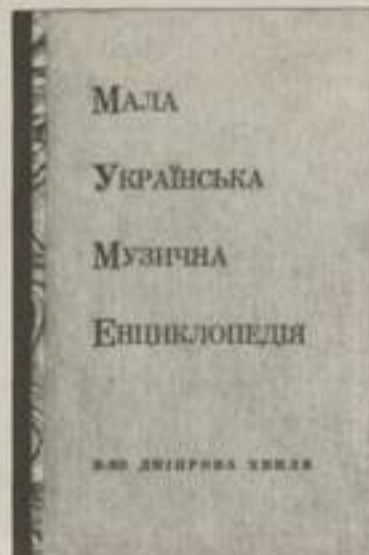 Мала
Українська
Музична
Енциклопедія
В-во Дніпрова Хвиля